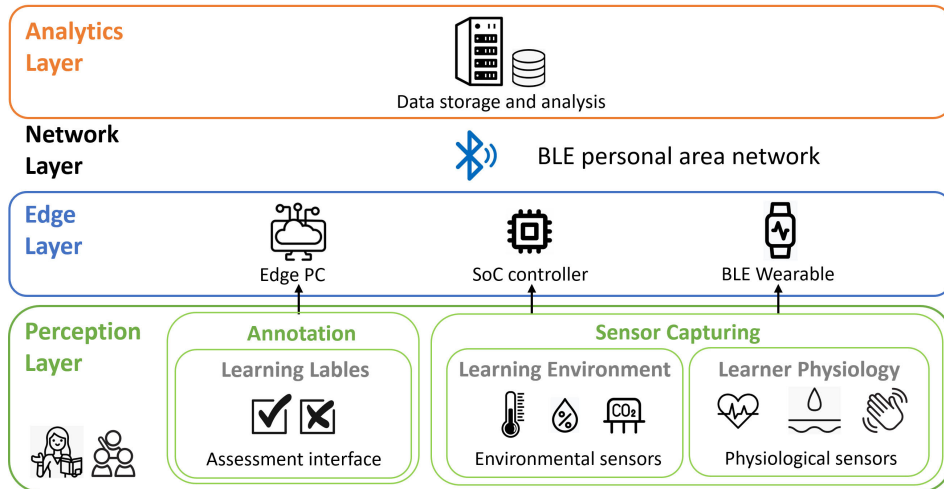 Analytics
Layer
Data storage and analysis
Network
Layer
BLE personal area network
Edge
Layer
Edge PC
SoC controller
BLE Wearable
Perception
Layer
Annotation
Sensor Capturing
Learning Lables
Learning Environment
Learner Physiology
%
CO₂
Assessment interface
Environmental sensors
Physiological sensors